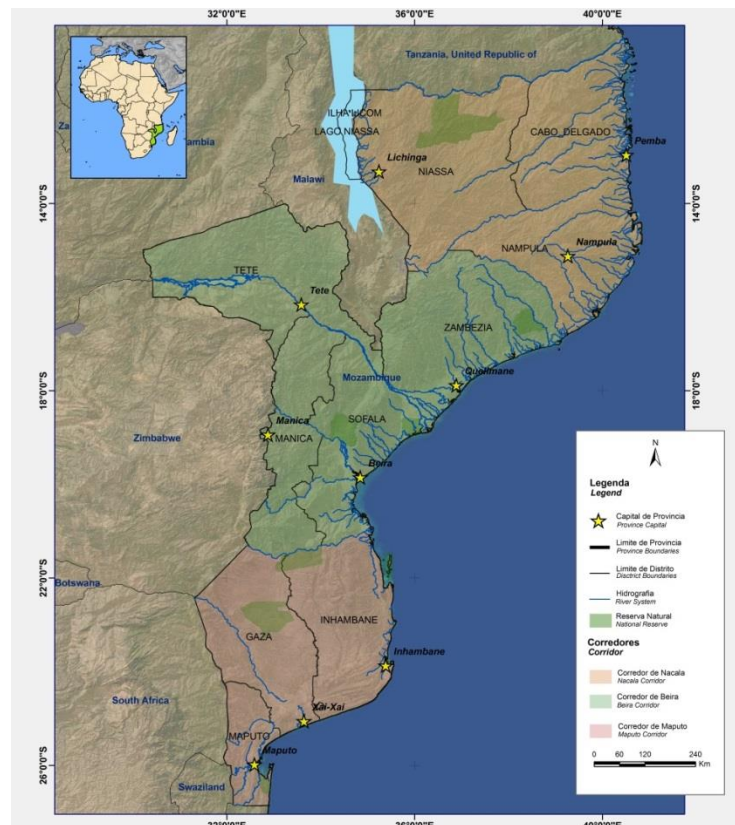 32°0'0"E
36°0'0"E
40°0'0"E
Tanzania, United Republic of
ambia
ILHA LICOM
LAGO NIASSA
CABO_DELGADO
Pemba
Lichinga
NIASSA
Malawi
14°0'0"S
14°0'0"S
NAMPULA
Nampula
TETE
Tete
ZAMBEZIA
Mozambique
Quelimane
18°0'0"S
18°0'0"S
SOFALA
Manica
MANICA
Zimbabwe
Beira
22°0'0"S
Botswana
INHAMBANE
GAZA
Inhambane
South Africa
Xai-Xai
MAPUTO
Maputo
26°0'0"S
Swaziland
N
Legenda
Legend
Capital de Provincia
Province Capital
Limite de Provincia
Province Boundaries
Limite de Distrito
Disctrict Boundaries
Hidrografia
River System
Reserva Natural
National Reserve
Corredores
Corridor
Corredor de Nacala
Nacala Corridor
Corredor de Beira
Beira Corridor
Corredor de Maputo
Maputo Corridor
0 60 120 240
Km